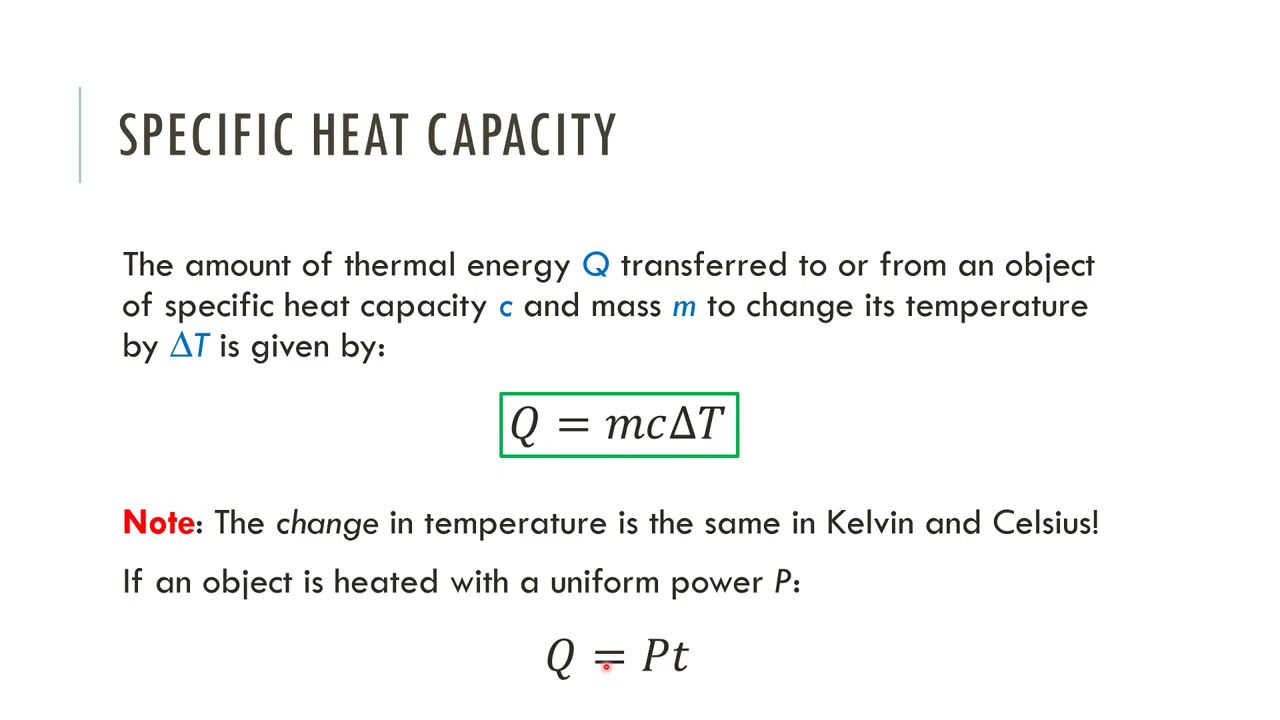 SPECIFIC HEAT CAPACITY
The amount of thermal energy Q transferred to or from an object
of specific heat capacity c and mass m to change its temperature
by ΔT is given by:
Q = mcΔT
Note: The change in temperature is the same in Kelvin and Celsius!
If an object is heated with a uniform power P:
Q = Pt